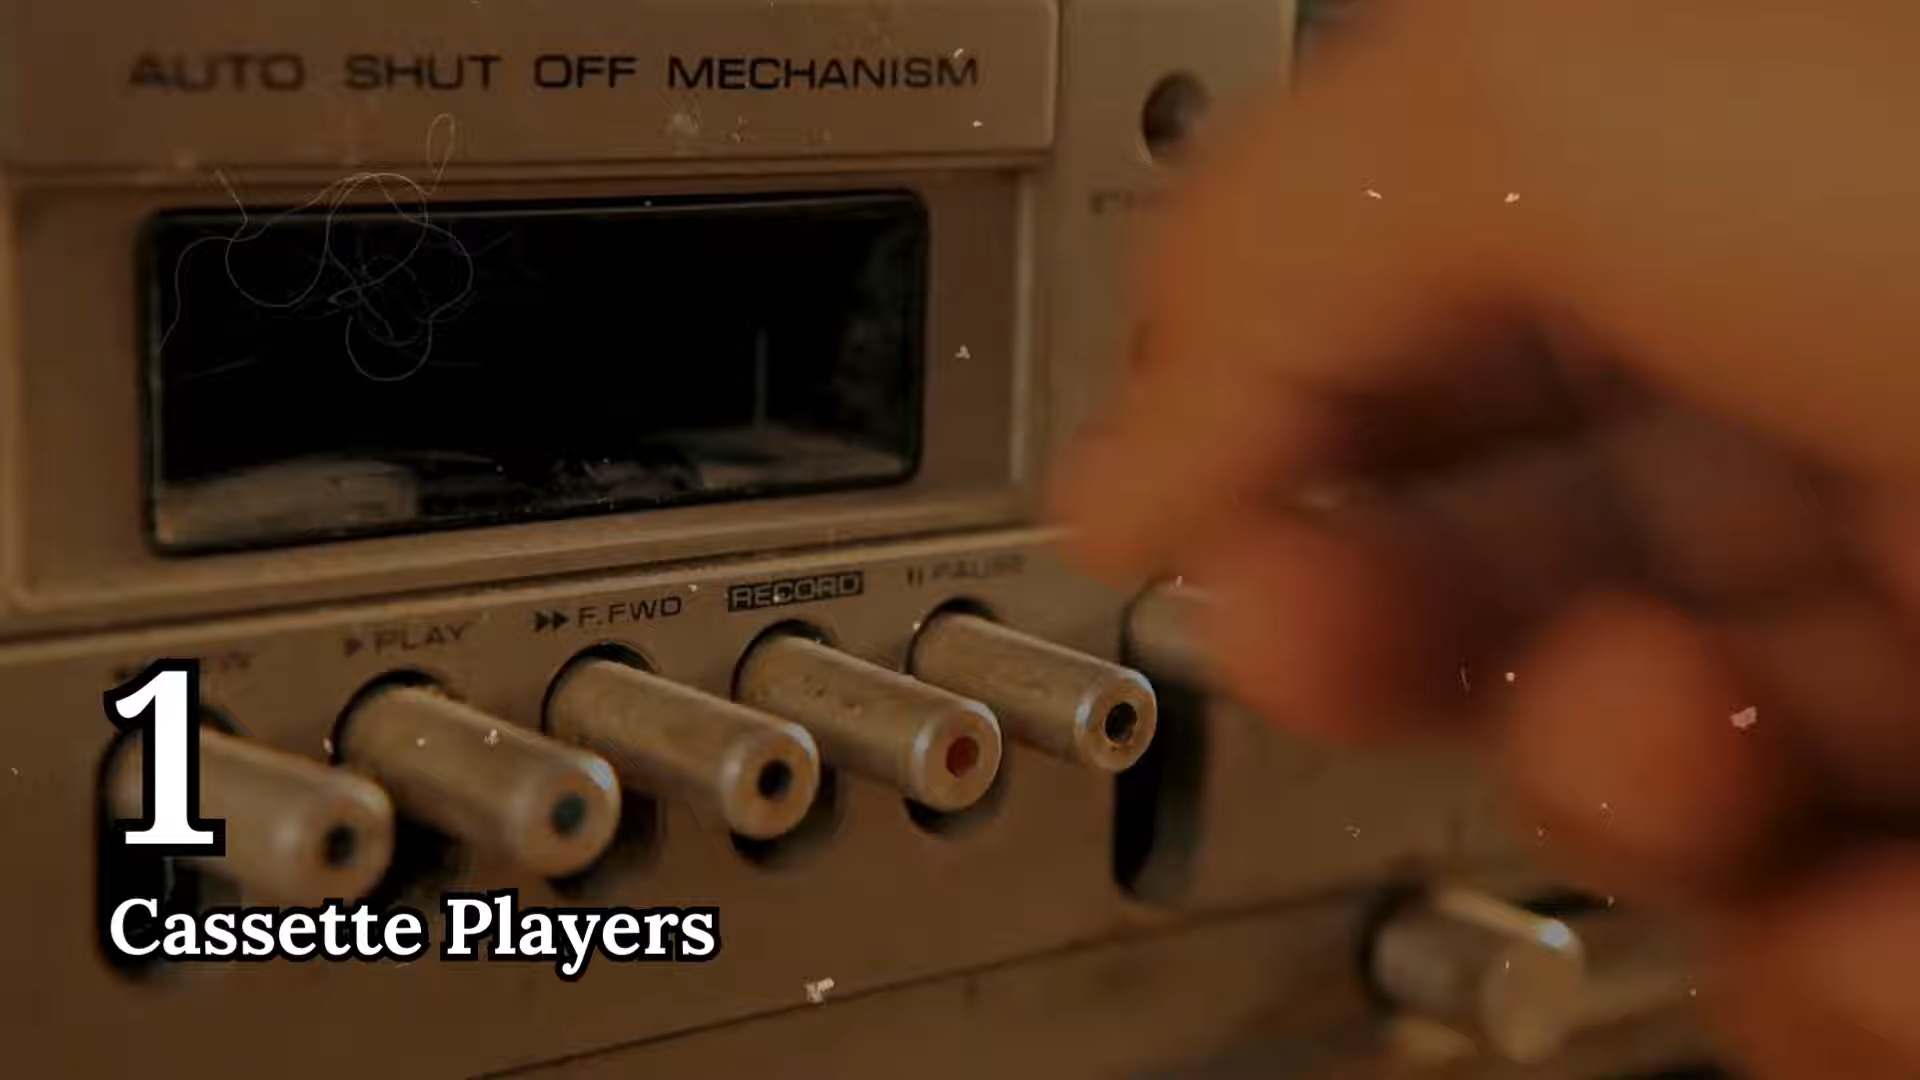 AUTO SHUT OFF MECHANISM
PLAY
F.FWD
RECORD
PAUSE
1
Cassette Players